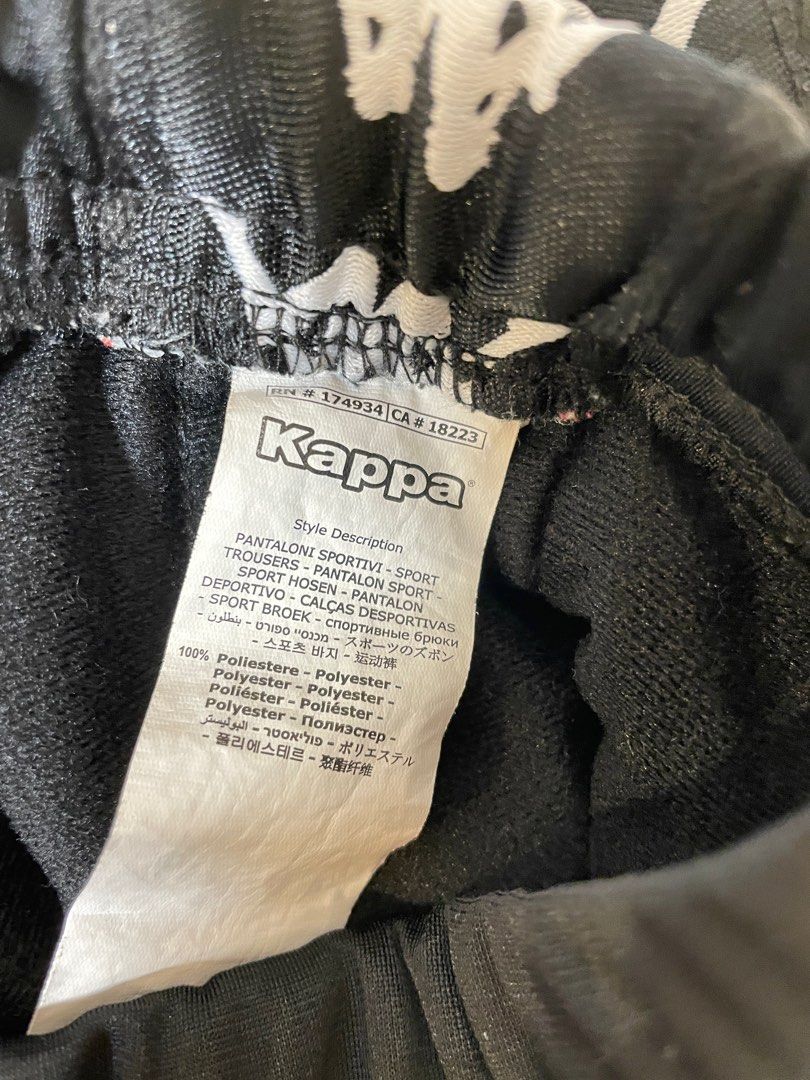 RN # 174934 CA # 18223
Kappa®
Style Description
PANTALONI SPORTIVI - SPORT
TROUSERS - PANTALON SPORT -
SPORT HOSEN - PANTALON
DEPORTIVO - CALÇAS DESPORTIVAS
- SPORT BROEK - спортивные брюки
- スポーツのズボン - מכנסיי ספורט - بنطلون
- 스포츠 바지 - 运动裤
100% Poliestere - Polyester -
Polyester - Polyester -
Poliéster - Poliéster -
Polyester - Полиэстер -
ポリエステル - פוליאסטר - البوليستر
- 폴리에스테르 - 聚酯纤维